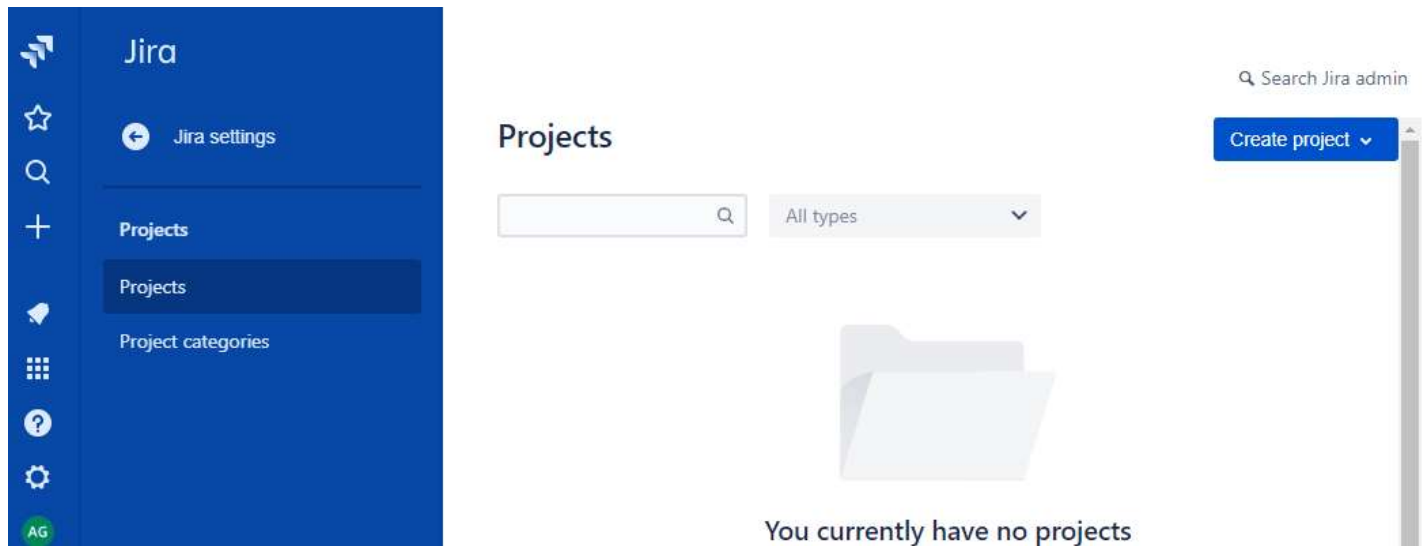 Jira
Jira settings
Projects
Projects
Project categories
AG
Search Jira admin
Projects
Create project
All types
You currently have no projects